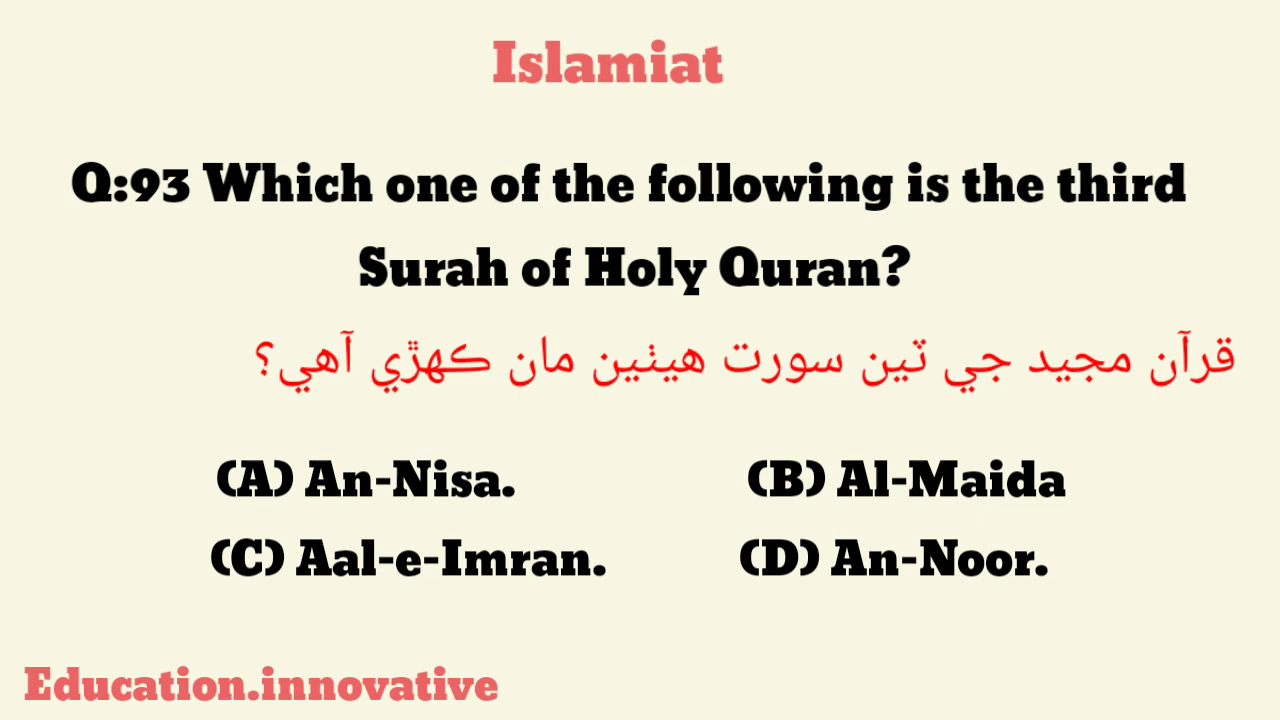 Islamiat
Q:93 Which one of the following is the third
Surah of Holy Quran?
قرآن مجيد جي ٽين سورت هيٺين مان ڪهڙي آهي؟
(A) An-Nisa. (B) Al-Maida
(C) Aal-e-Imran. (D) An-Noor.
Education.innovative